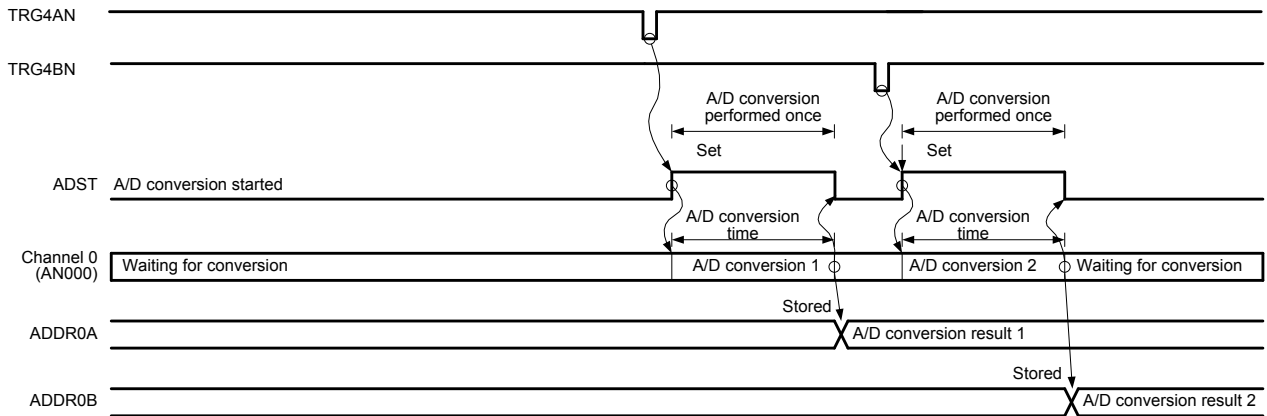 TRG4AN
TRG4BN
A/D conversion
performed once
A/D conversion
performed once
Set
Set
ADST
A/D conversion started
A/D conversion
time
A/D conversion
time
Channel 0
(AN000)
Waiting for conversion
A/D conversion 1
A/D conversion 2
Waiting for conversion
Stored
ADDR0A
A/D conversion result 1
Stored
ADDR0B
A/D conversion result 2